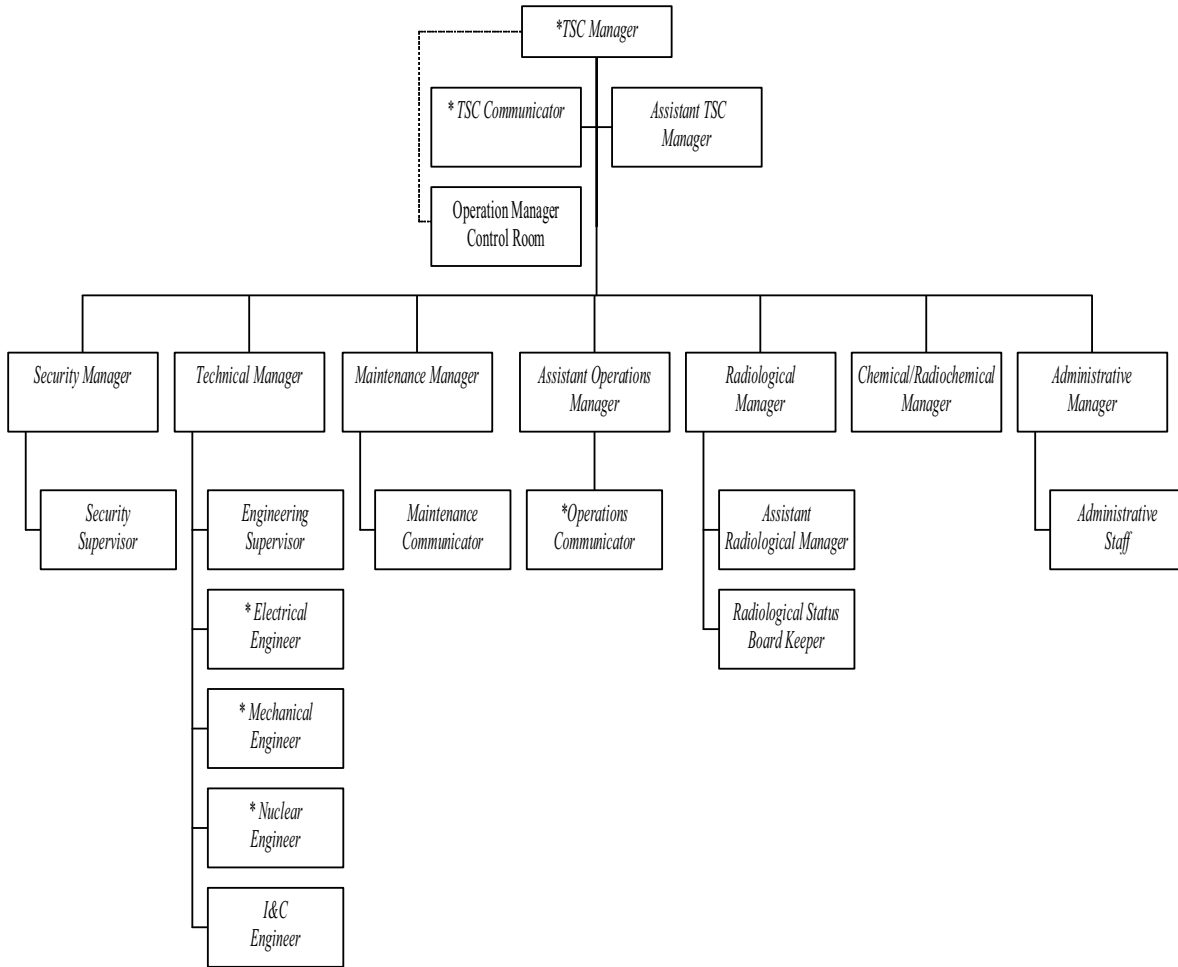 *TSC Manager
* TSC Communicator
Assistant TSC
Manager
Operation Manager
Control Room
Security Manager
Technical Manager
Maintenance Manager
Assistant Operations
Manager
Radiological
Manager
Chemical/Radiochemical
Manager
Administrative
Manager
Security
Supervisor
Engineering
Supervisor
Maintenance
Communicator
*Operations
Communicator
Assistant
Radiological Manager
Administrative
Staff
* Electrical
Engineer
Radiological Status
Board Keeper
* Mechanical
Engineer
* Nuclear
Engineer
I&C
Engineer